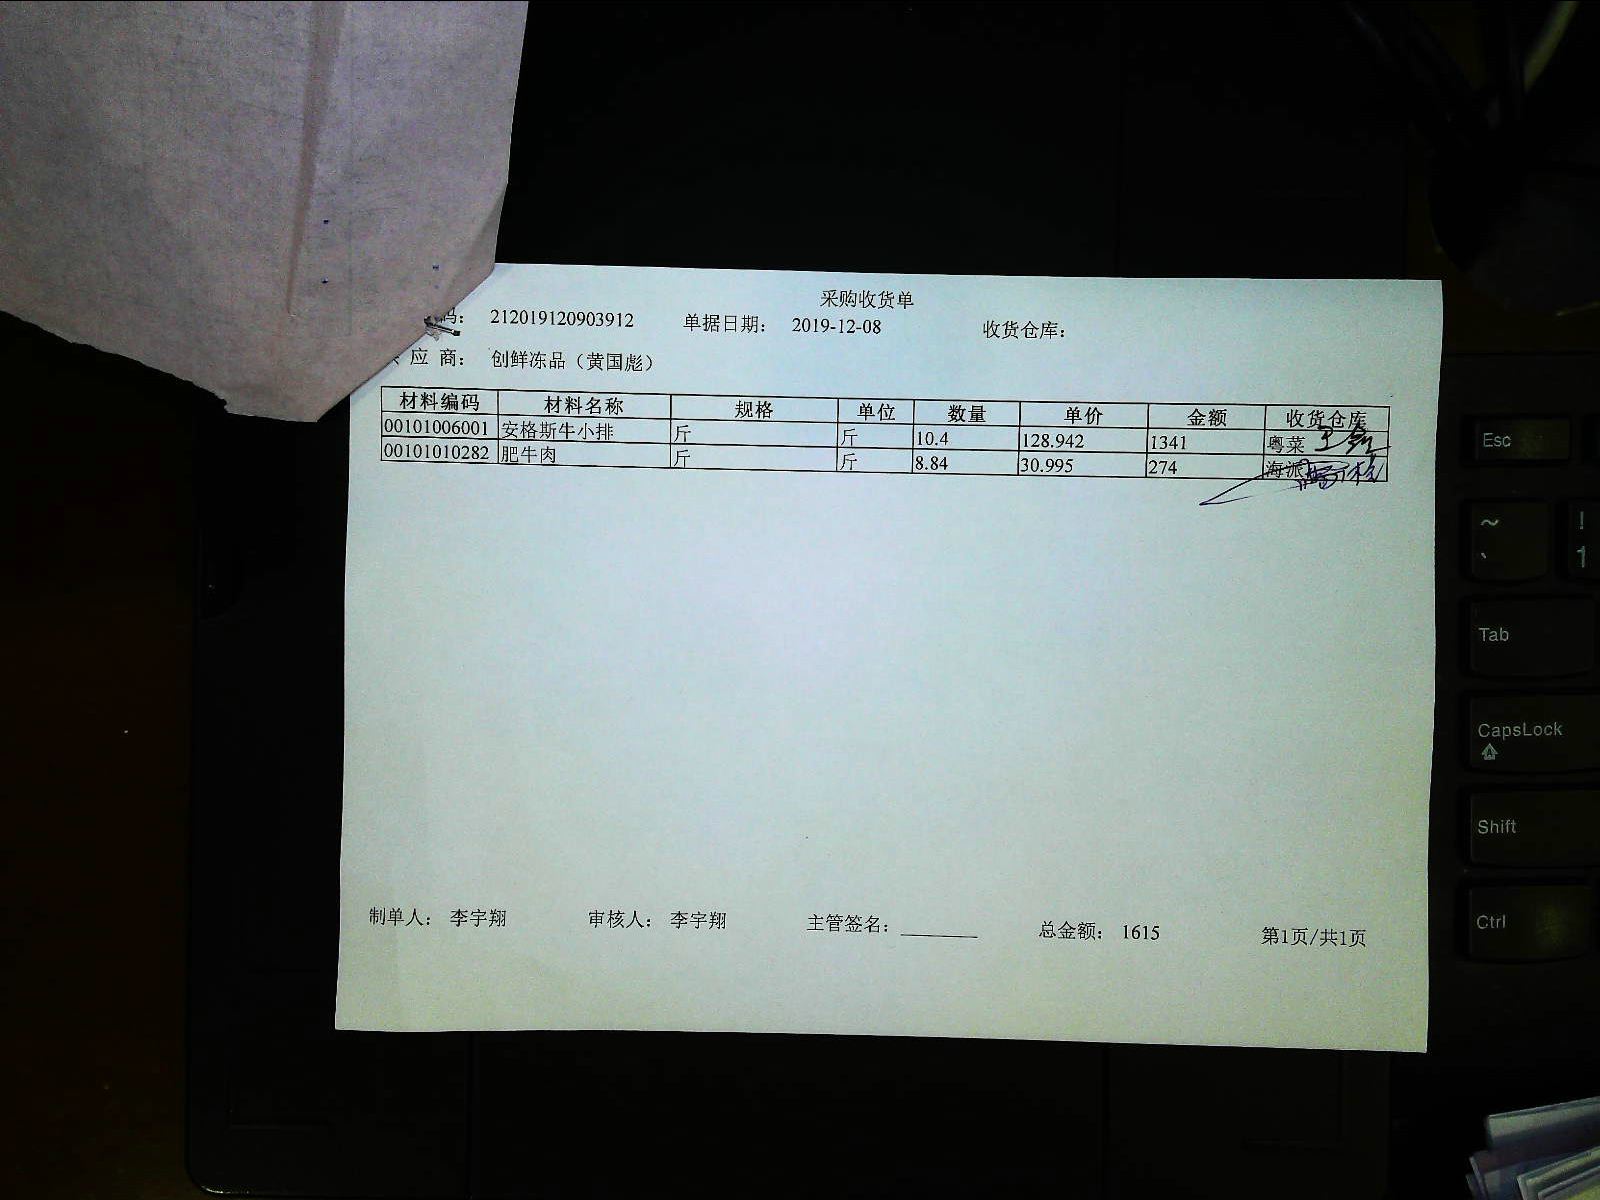 采购收货单
码： 212019120903912 单据日期： 2019-12-08 收货仓库：
应 商： 创鲜冻品（黄国彪）
材料编码 材料名称 规格 单位 数量 单价 金额 收货仓库
00101006001 安格斯牛小排 斤 斤 10.4 128.942 1341 粤菜
00101010282 肥牛肉 斤 斤 8.84 30.995 274 海派
制单人： 李宇翔 审核人： 李宇翔 主管签名： 总金额： 1615 第1页/共1页
Esc
~
`
!
1
Tab
CapsLock
Shift
Ctrl